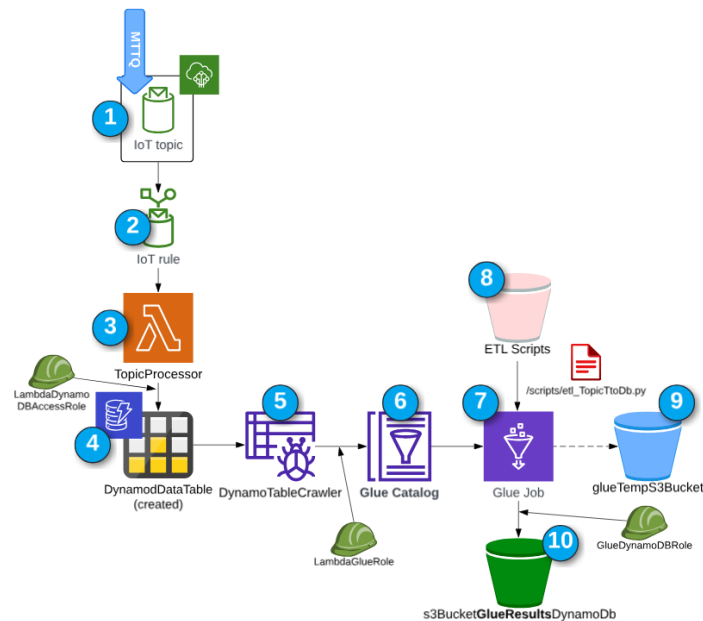 MTTQ
1
IoT topic
2
IoT rule
3
TopicProcessor
LambdaDynamo
DBAccessRole
4
DynamodDataTable
(created)
5
DynamoTableCrawler
LambdaGlueRole
6
Glue Catalog
7
Glue Job
8
ETL Scripts
/scripts/etl_TopicTtoDb.py
9
glueTempS3Bucket
GlueDynamoDBRole
10
s3BucketGlueResultsDynamoDb